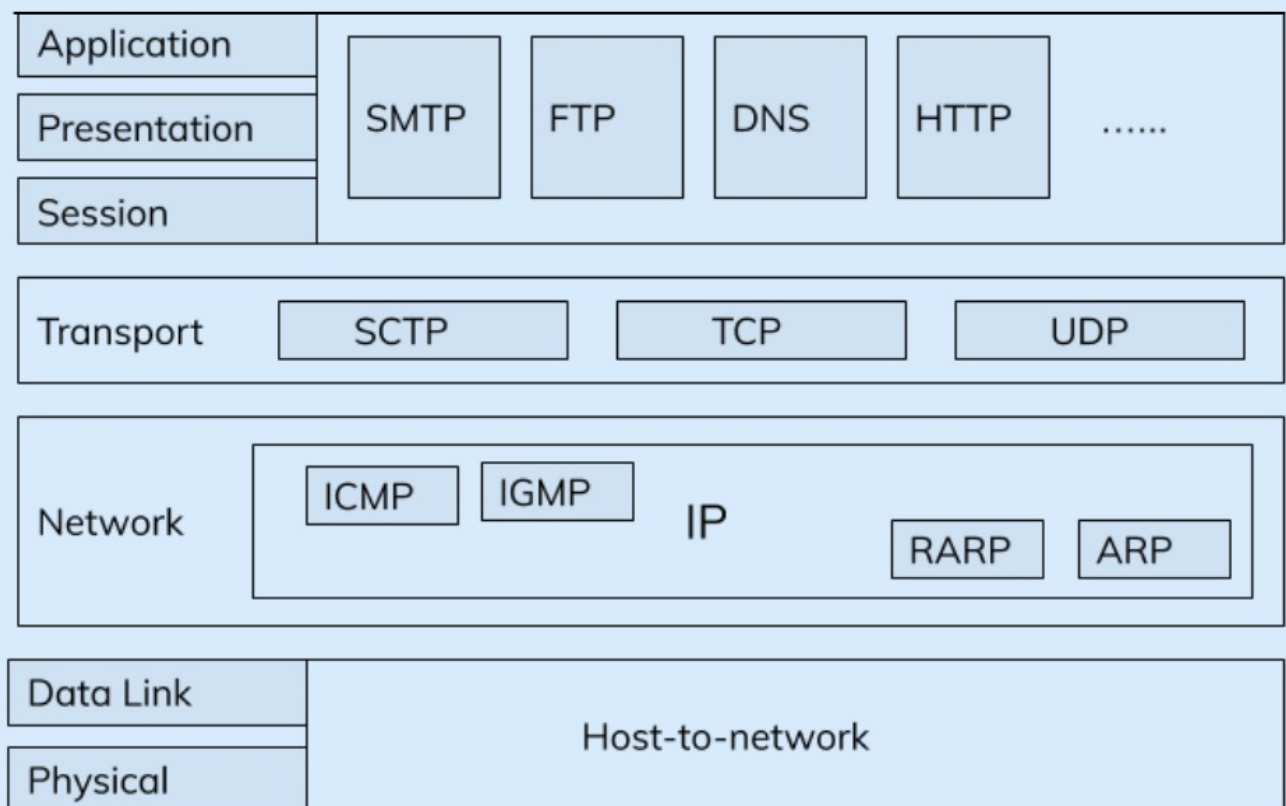 Application
Presentation
Session
SMTP FTP DNS HTTP ......
Transport SCTP TCP UDP
Network ICMP IGMP IP RARP ARP
Data Link
Physical
Host-to-network